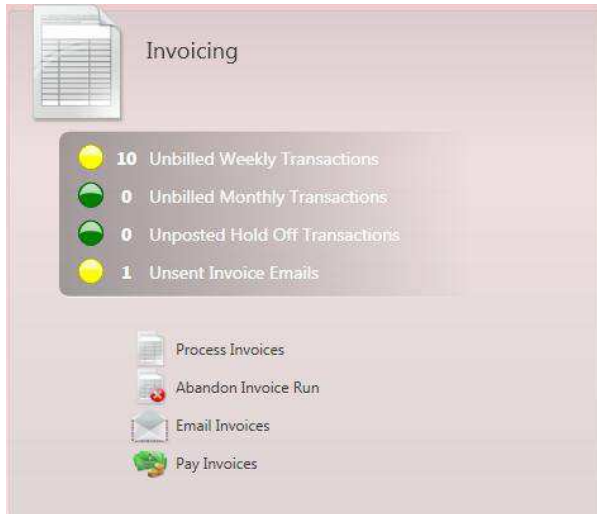 Invoicing
10 Unbilled Weekly Transactions
0 Unbilled Monthly Transactions
0 Unposted Hold Off Transactions
1 Unsent Invoice Emails
Process Invoices
Abandon Invoice Run
Email Invoices
Pay Invoices